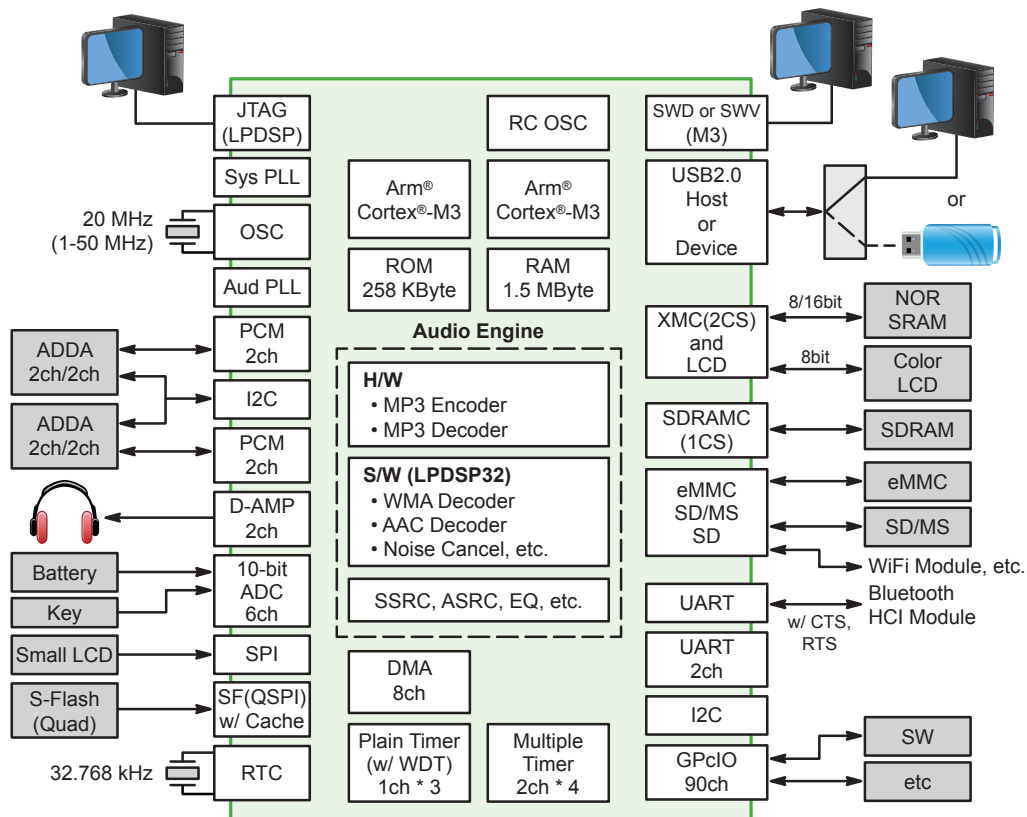 JTAG
(LPDSP)
Sys PLL
20 MHz
(1-50 MHz)
OSC
Aud PLL
ADDA
2ch/2ch
PCM
2ch
I2C
ADDA
2ch/2ch
PCM
2ch
D-AMP
2ch
Battery
Key
10-bit
ADC
6ch
Small LCD
SPI
S-Flash
(Quad)
SF(QSPI)
w/ Cache
32.768 kHz
RTC
RC OSC
Arm®
Cortex®-M3
Arm®
Cortex®-M3
ROM
258 KByte
RAM
1.5 MByte
Audio Engine
H/W
• MP3 Encoder
• MP3 Decoder
S/W (LPDSP32)
• WMA Decoder
• AAC Decoder
• Noise Cancel, etc.
SSRC, ASRC, EQ, etc.
DMA
8ch
Plain Timer
(w/ WDT)
1ch * 3
Multiple
Timer
2ch * 4
SWD or SWV
(M3)
USB2.0
Host
or
Device
or
XMC(2CS)
and
LCD
8/16bit
NOR
SRAM
8bit
Color
LCD
SDRAMC
(1CS)
SDRAM
eMMC
SD/MS
SD
eMMC
SD/MS
WiFi Module, etc.
UART
Bluetooth
HCI Module
w/ CTS,
RTS
UART
2ch
I2C
GPcIO
90ch
SW
etc